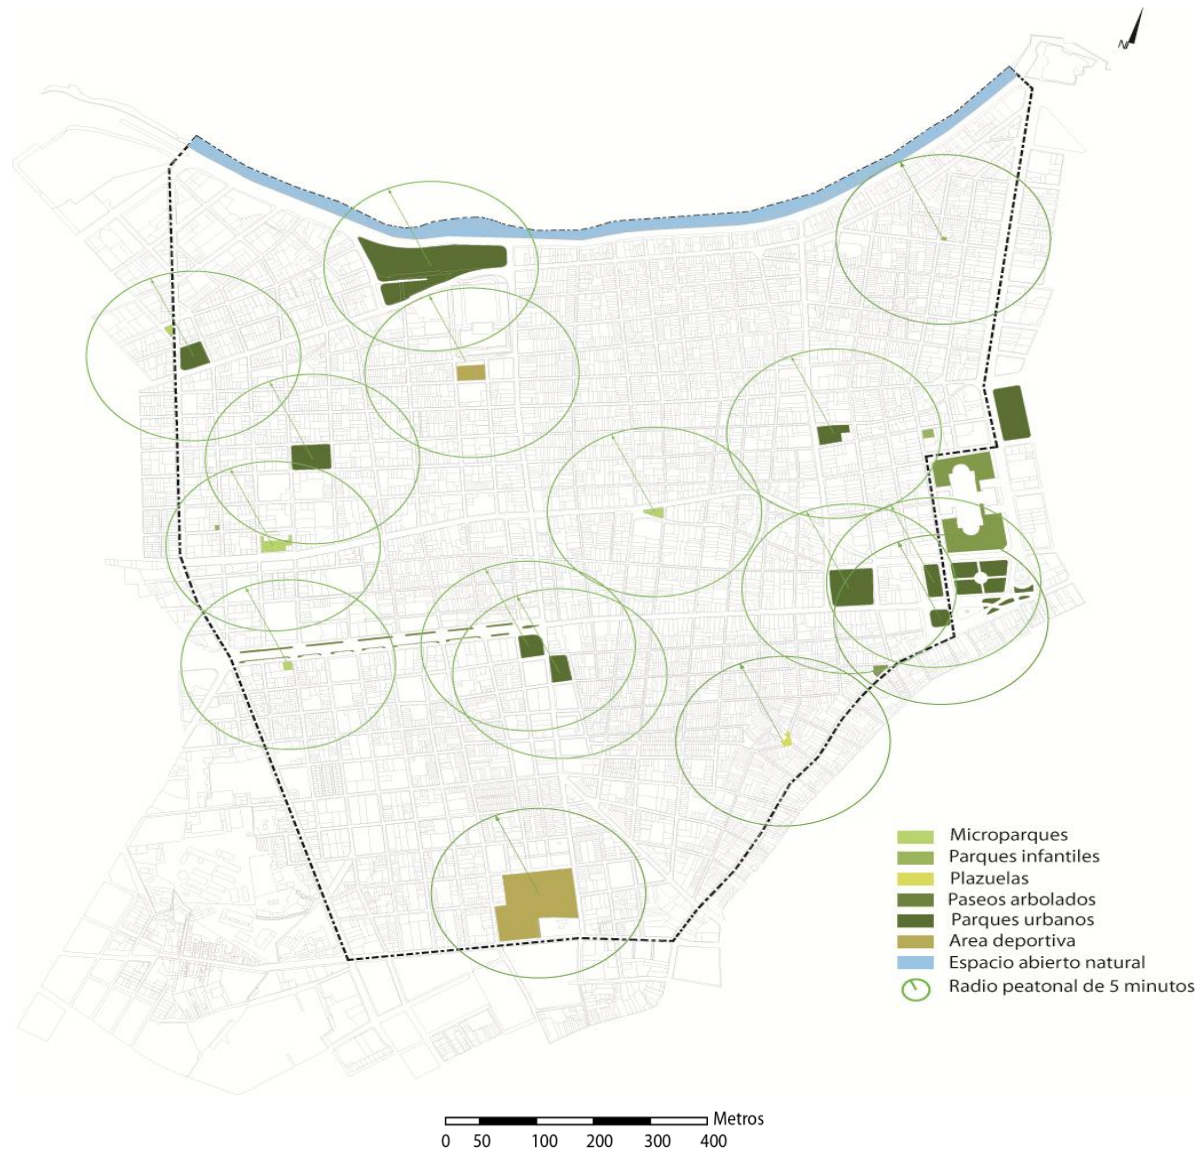 N
Microparques
Parques infantiles
Plazuelas
Paseos arbolados
Parques urbanos
Area deportiva
Espacio abierto natural
Radio peatonal de 5 minutos
Metros
0 50 100 200 300 400